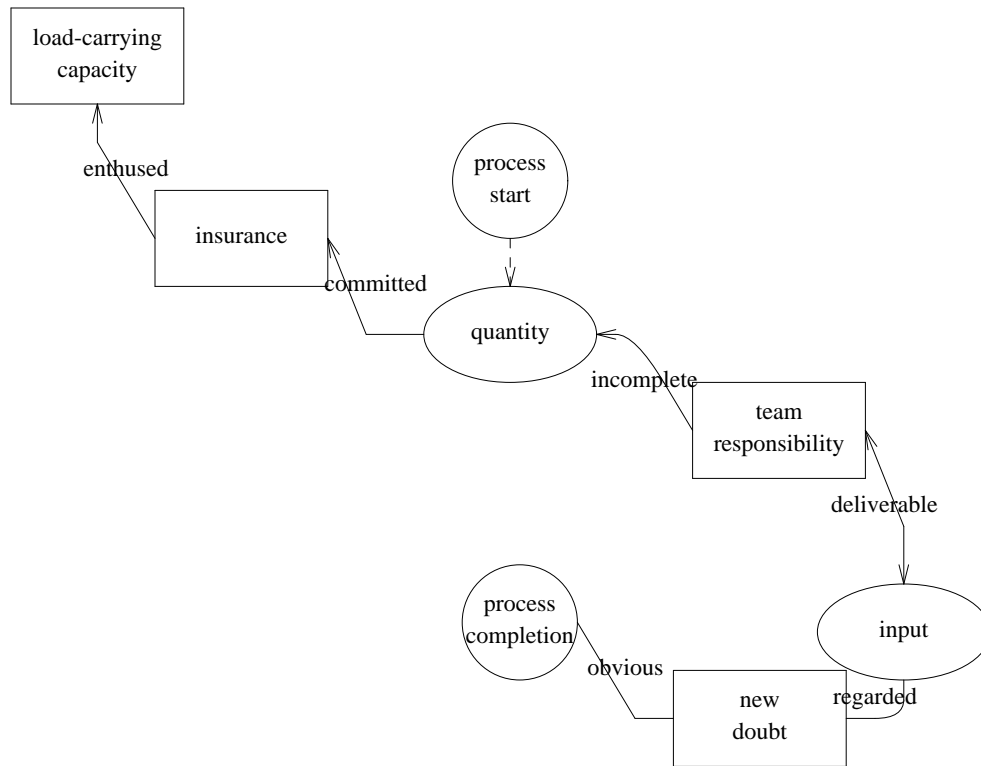 load-carrying
capacity
enthused
process
start
insurance
committed
quantity
incomplete
team
responsibility
deliverable
process
completion
input
obvious
regarded
new
doubt